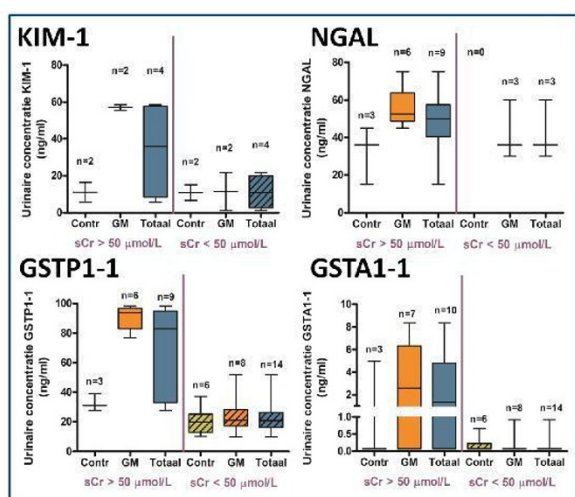 KIM-1
Urinaire concentratie KIM-1
(ng/ml)
80
60
40
20
0
n=2
n=2
n=4
n=2
n=2
n=4
Contr GM Totaal Contr GM Totaal
sCr > 50 µmol/L sCr < 50 µmol/L
NGAL
Urinaire concentratie NGAL
(ng/ml)
80
60
40
20
0
n=3
n=6
n=9
n=0
n=3
n=3
Contr GM Totaal Contr GM Totaal
sCr > 50 µmol/L sCr < 50 µmol/L
GSTP1-1
Urinaire concentratie GSTP1-1
(ng/ml)
100
80
60
40
20
0
n=3
n=6
n=9
n=6
n=8
n=14
Contr GM Totaal Contr GM Totaal
sCr > 50 µmol/L sCr < 50 µmol/L
GSTA1-1
Urinaire concentratie GSTA1-1
(ng/ml)
10
8
6
4
2
1.0
0.5
0.0
n=3
n=7
n=10
n=6
n=8
n=14
Contr GM Totaal Contr GM Totaal
sCr > 50 µmol/L sCr < 50 µmol/L